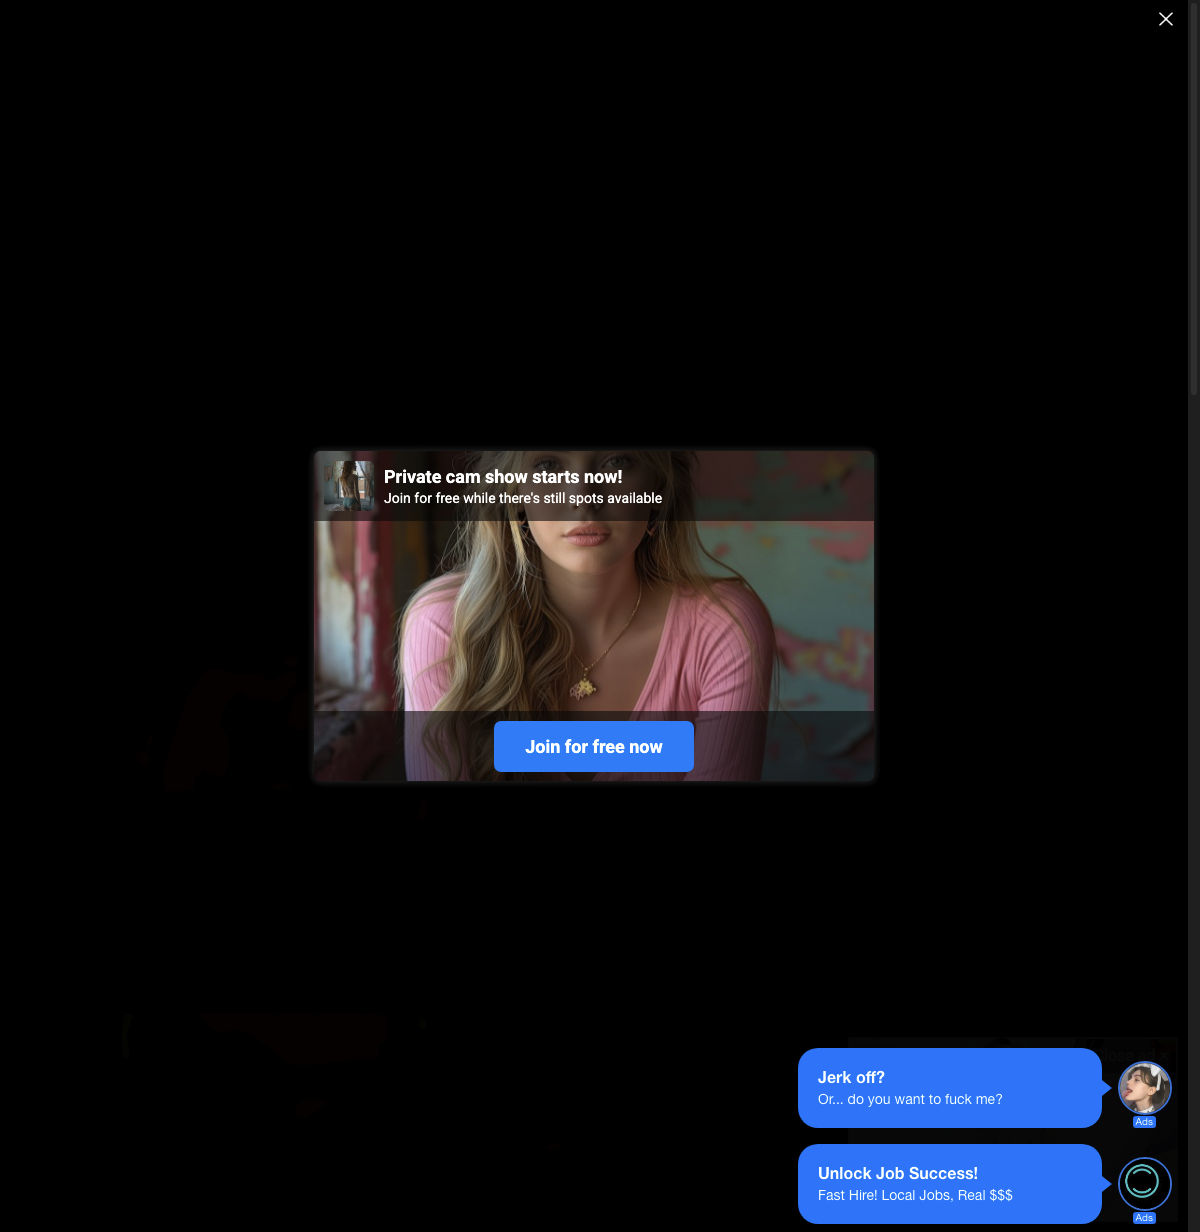 Private cam show starts now!
Join for free while there's still spots available
Join for free now
Jerk off?
Or... do you want to fuck me?
Ads
Unlock Job Success!
Fast Hire! Local Jobs, Real $$$
Ads